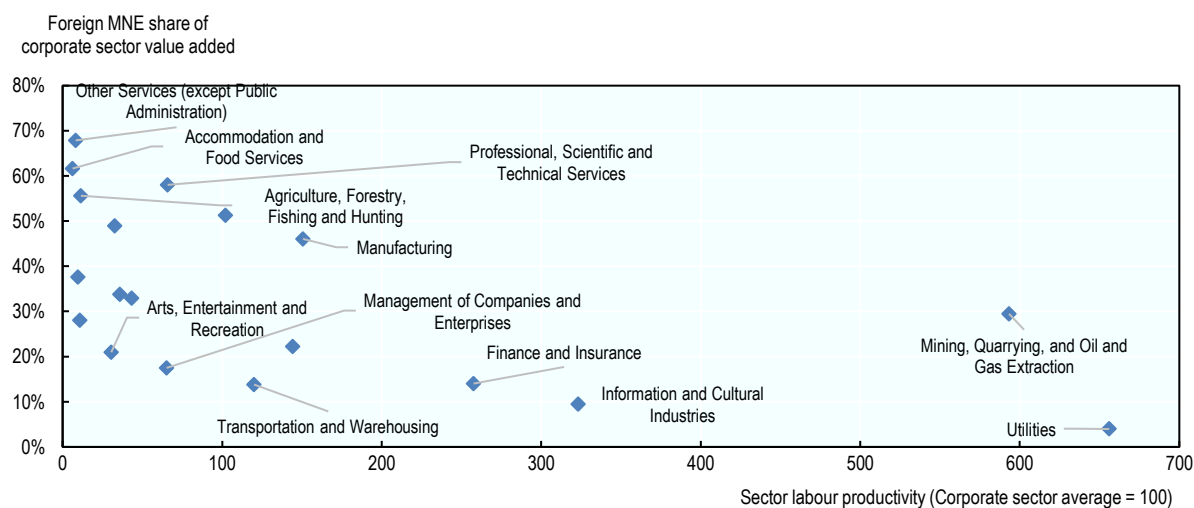 Foreign MNE share of
corporate sector value added
80%
70%
60%
50%
40%
30%
20%
10%
0%
Other Services (except Public
Administration)
Accommodation and
Food Services
Professional, Scientific and
Technical Services
Agriculture, Forestry,
Fishing and Hunting
Manufacturing
Arts, Entertainment and
Recreation
Management of Companies and
Enterprises
Finance and Insurance
Mining, Quarrying, and Oil and
Gas Extraction
Information and Cultural
Industries
Transportation and Warehousing
Utilities
0 100 200 300 400 500 600 700
Sector labour productivity (Corporate sector average = 100)